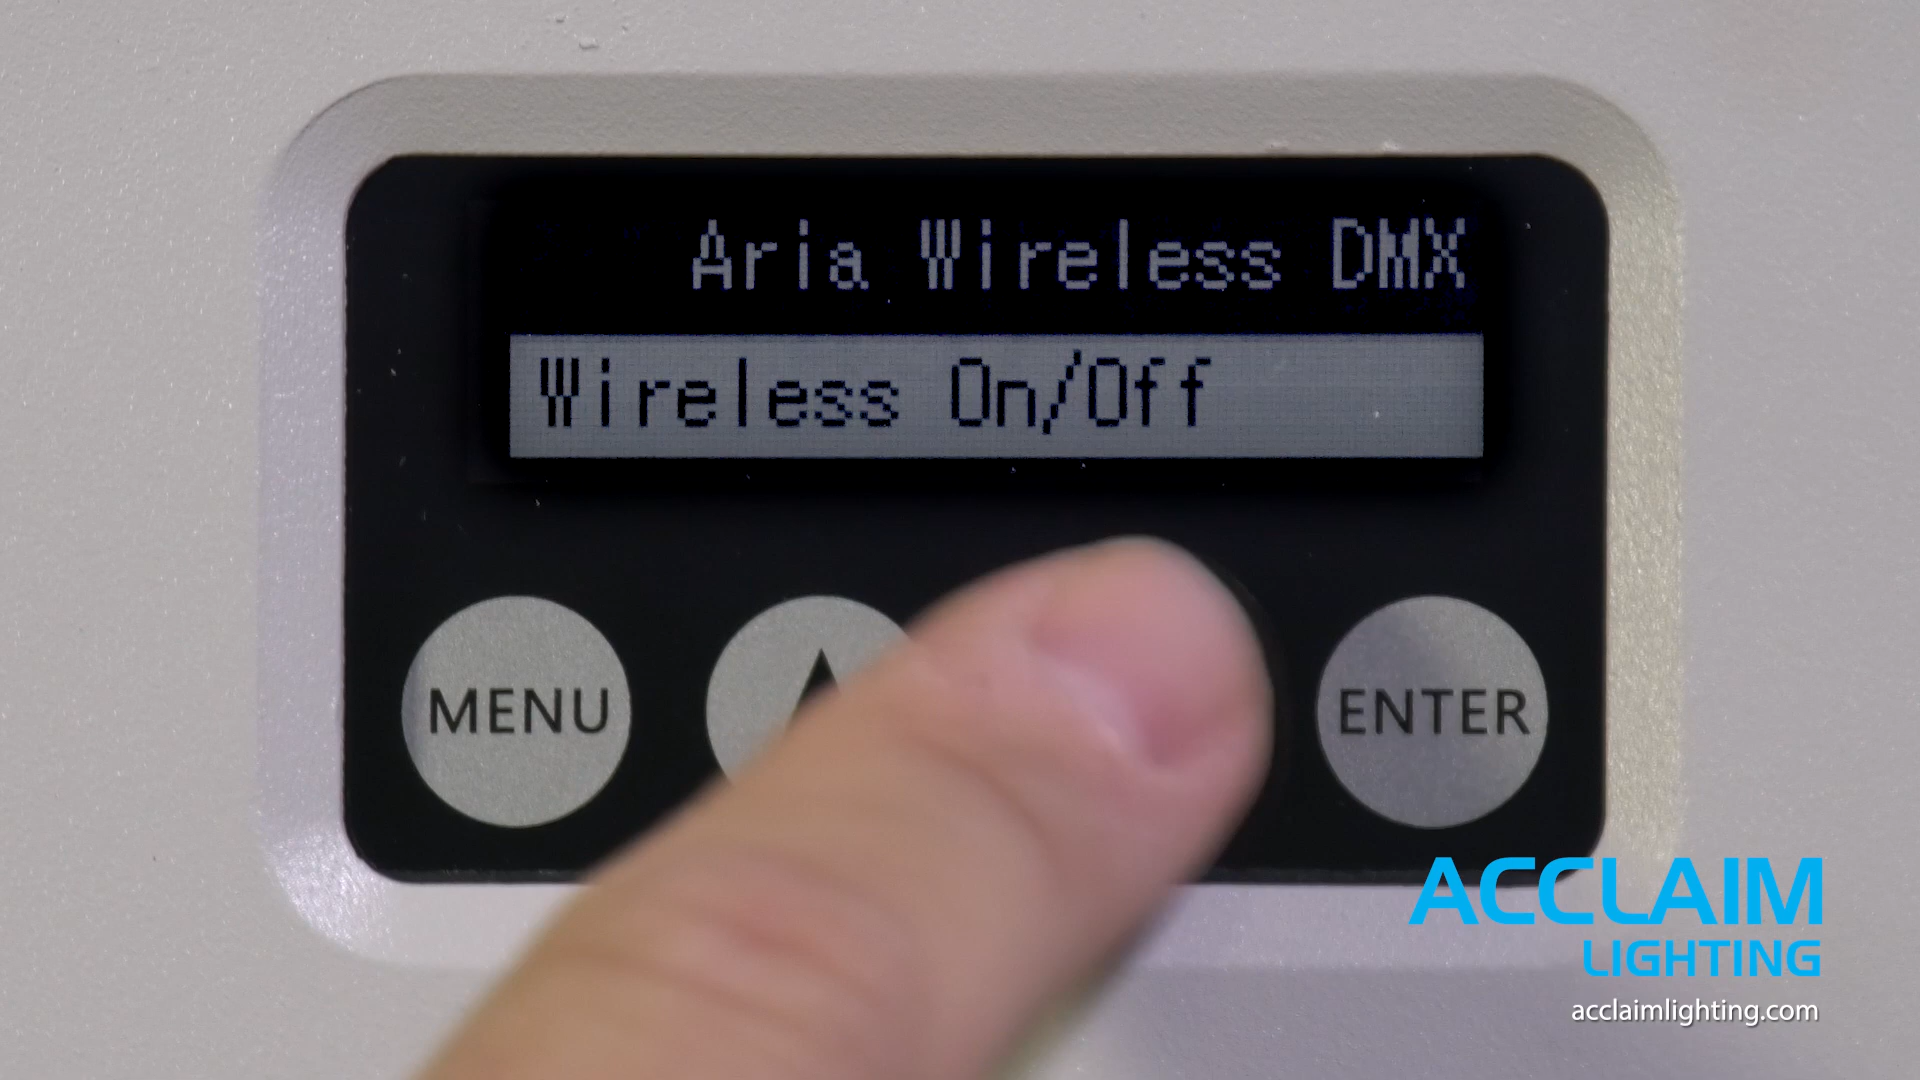 Aria Wireless DMX
Wireless On/Off
MENU
ENTER
ACCLAIM
LIGHTING
acclaimlighting.com